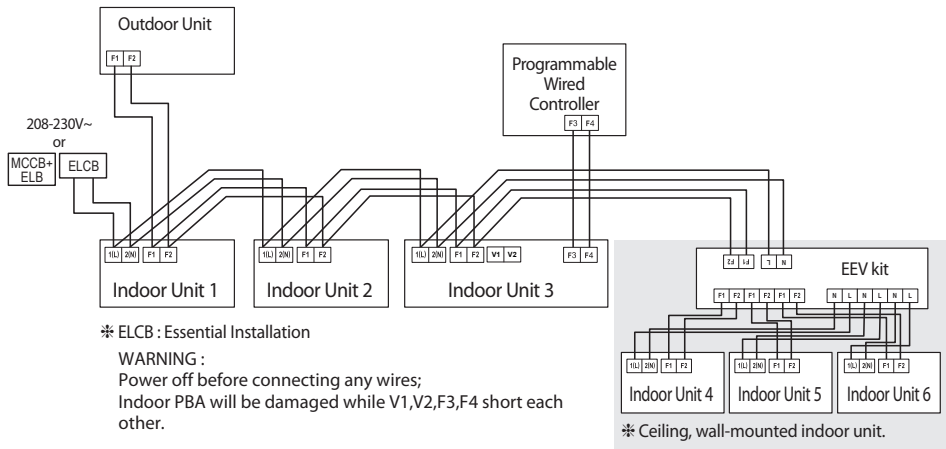 Outdoor Unit
F1 F2
Programmable
Wired
Controller
F3 F4
208-230V~
or
MCCB+
ELB
ELCB
1(L) 2(N) F1 F2
Indoor Unit 1
1(L) 2(N) F1 F2
Indoor Unit 2
1(L) 2(N) F1 F2 V1 V2 F3 F4
Indoor Unit 3
F2 F1 L N
EEV kit
F1 F2 F1 F2 F1 F2 N L N L N L
1(L) 2(N) F1 F2
Indoor Unit 4
1(L) 2(N) F1 F2
Indoor Unit 5
1(L) 2(N) F1 F2
Indoor Unit 6
❈ Ceiling, wall-mounted indoor unit.
❈ ELCB : Essential Installation
WARNING :
Power off before connecting any wires;
Indoor PBA will be damaged while V1,V2,F3,F4 short each
other.